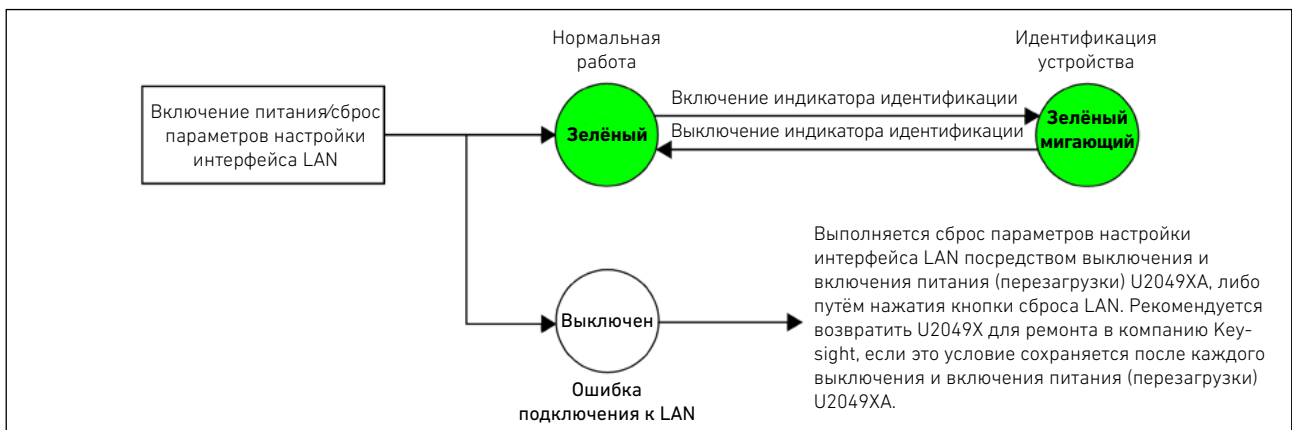 Нормальная
работа
Идентификация
устройства
Включение питания/сброс
параметров настройки
интерфейса LAN
Зелёный
Включение индикатора идентификации
Выключение индикатора идентификации
Зелёный
мигающий
Выключен
Ошибка
подключения к LAN
Выполняется сброс параметров настройки
интерфейса LAN посредством выключения и
включения питания (перезагрузки) U2049XA, либо
путём нажатия кнопки сброса LAN. Рекомендуется
возвратить U2049X для ремонта в компанию Key-
sight, если это условие сохраняется после каждого
выключения и включения питания (перезагрузки)
U2049XA.